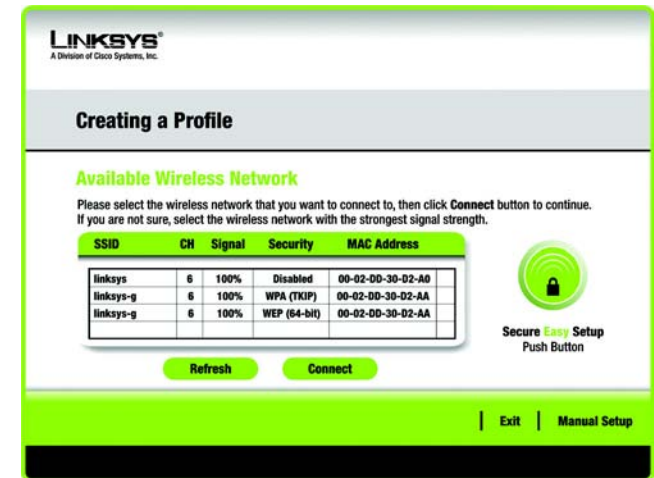 LINKSYS®
A Division of Cisco Systems, Inc.
Creating a Profile
Available Wireless Network
Please select the wireless network that you want to connect to, then click Connect button to continue.
If you are not sure, select the wireless network with the strongest signal strength.
SSID CH Signal Security MAC Address
linksys 6 100% Disabled 00-02-DD-30-D2-A0
linksys-g 6 100% WPA (TKIP) 00-02-DD-30-D2-AA
linksys-g 6 100% WEP (64-bit) 00-02-DD-30-D2-AA
Secure Easy Setup
Push Button
Refresh Connect
Exit Manual Setup